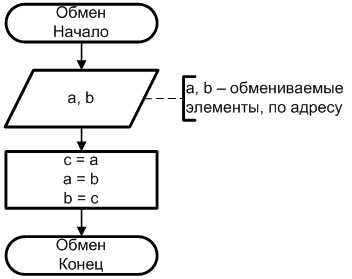 Обмен
Начало
a, b
a, b – обмениваемые
элементы, по адресу
c = a
a = b
b = c
Обмен
Конец